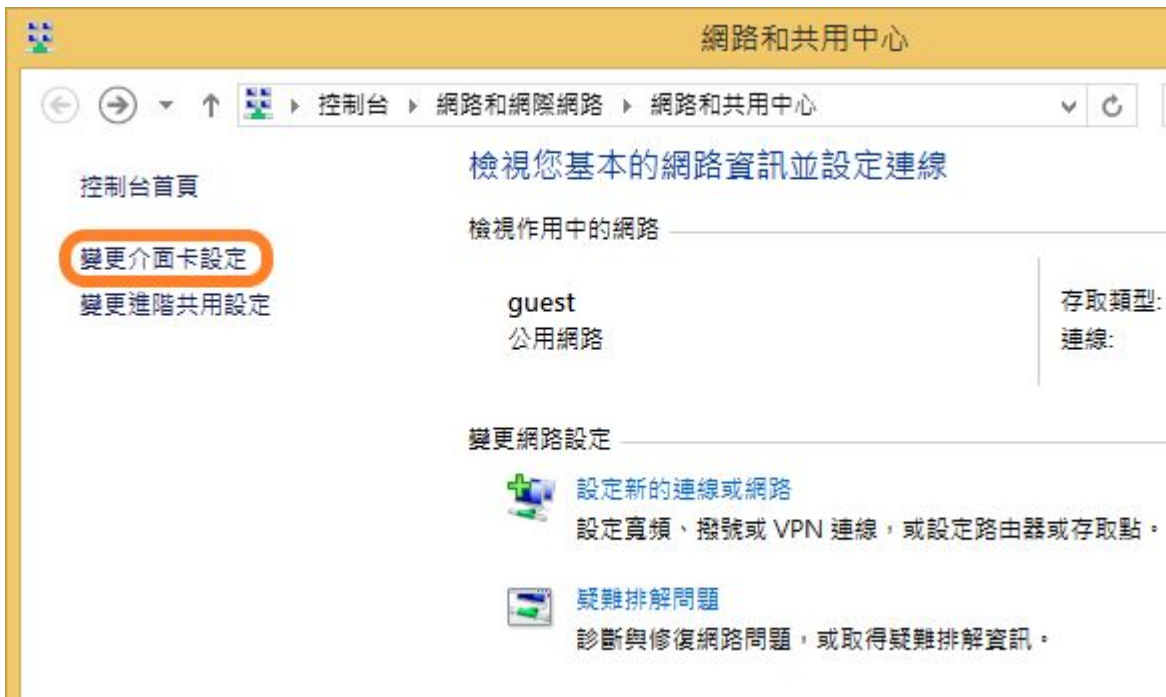 網路和共用中心
控制台 網路和網際網路 網路和共用中心
控制台首頁
變更介面卡設定
變更進階共用設定
檢視您基本的網路資訊並設定連線
檢視作用中的網路
guest
公用網路
存取類型:
連線:
變更網路設定
設定新的連線或網路
設定寬頻、撥號或 VPN 連線，或設定路由器或存取點。
疑難排解問題
診斷與修復網路問題，或取得疑難排解資訊。